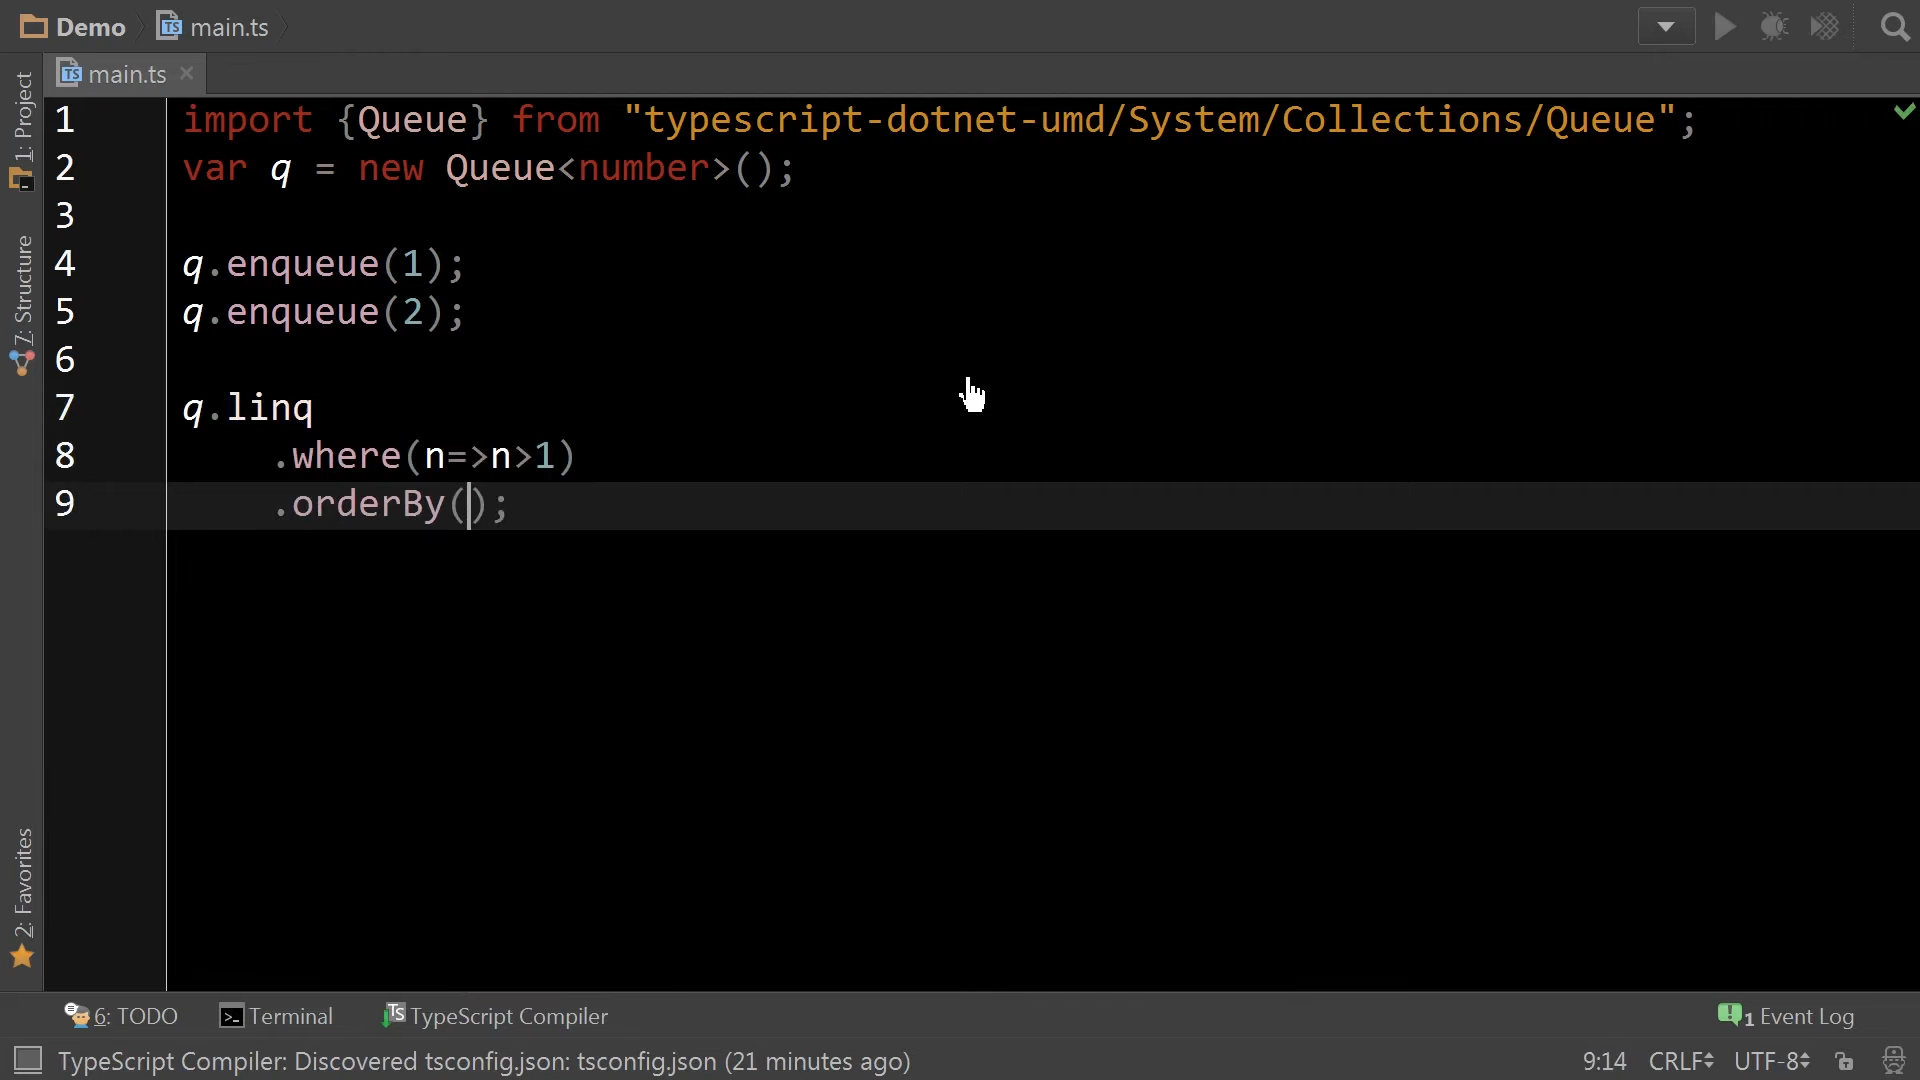 Demo main.ts
main.ts
1 import {Queue} from "typescript-dotnet-umd/System/Collections/Queue";
2 var q = new Queue<number>();
3
4 q.enqueue(1);
5 q.enqueue(2);
6
7 q.linq
8 .where(n=>n>1)
9 .orderBy();
1: Project
7: Structure
2: Favorites
6: TODO Terminal TypeScript Compiler 1 Event Log
TypeScript Compiler: Discovered tsconfig.json: tsconfig.json (21 minutes ago) 9:14 CRLF UTF-8